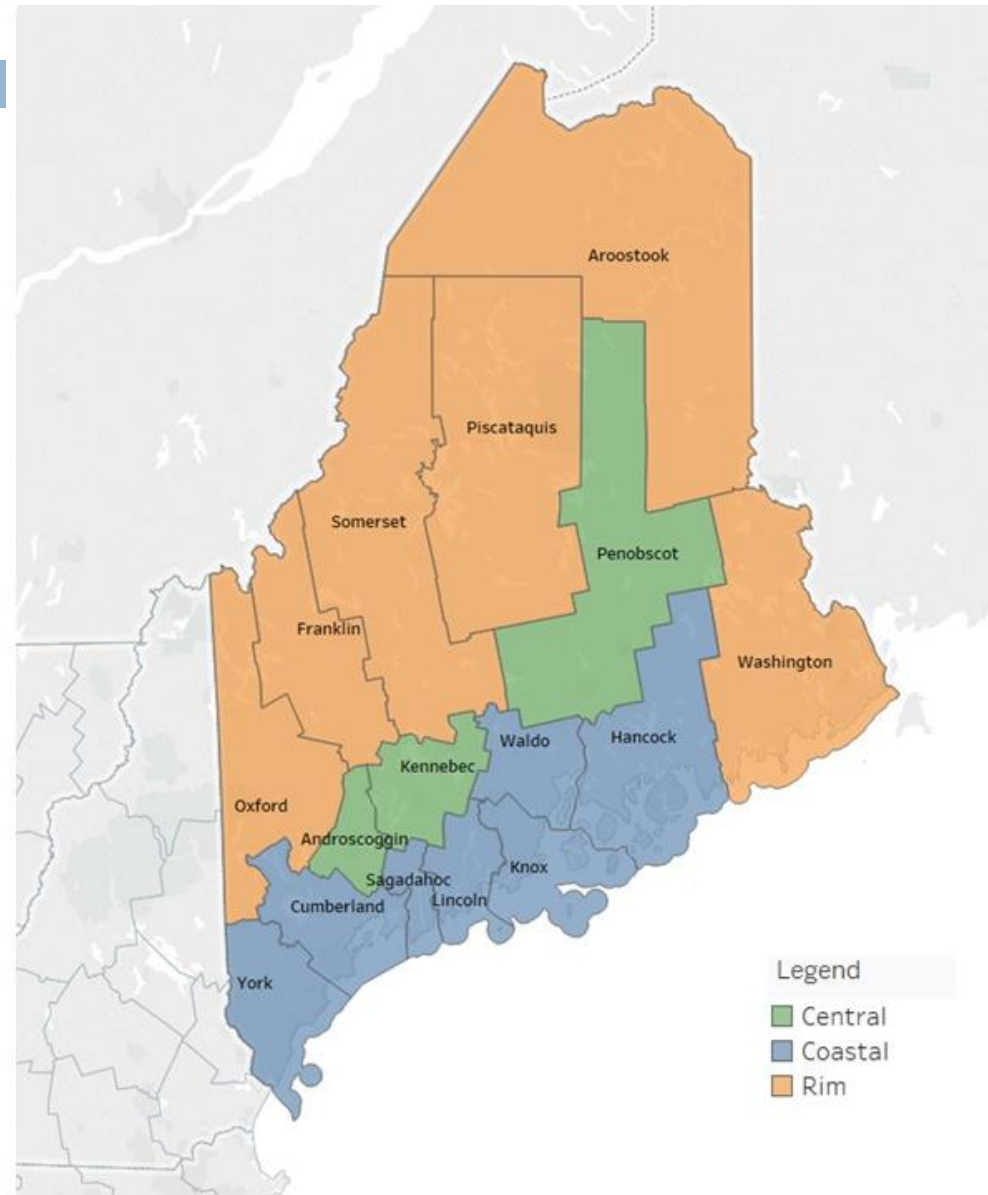 Aroostook
Piscataquis
Somerset
Penobscot
Franklin
Washington
Waldo
Hancock
Kennebec
Oxford
Androscoggin
Knox
Sagadahoc
Lincoln
Cumberland
York
Legend
Central
Coastal
Rim